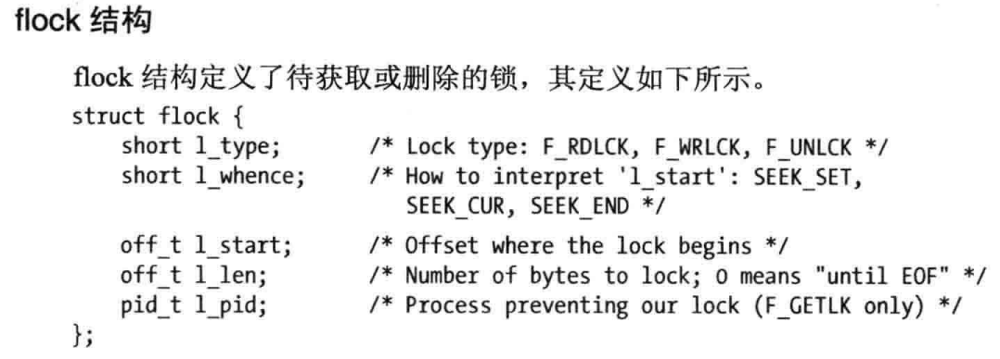 flock 结构
flock 结构定义了待获取或删除的锁，其定义如下所示。
struct flock {
    short l_type;        /* Lock type: F_RDLCK, F_WRLCK, F_UNLCK */
    short l_whence;      /* How to interpret 'l_start': SEEK_SET,
                            SEEK_CUR, SEEK_END */
    off_t l_start;       /* Offset where the lock begins */
    off_t l_len;         /* Number of bytes to lock; 0 means "until EOF" */
    pid_t l_pid;         /* Process preventing our lock (F_GETLK only) */
};